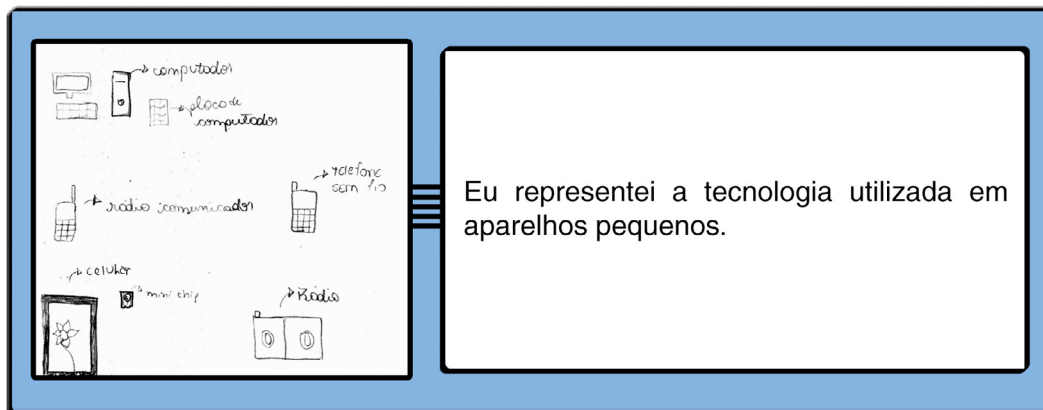 computador
placa de
computador
telefone
sem fio
rádio comunicador
celular
mini chip
Rádio
Eu representei a tecnologia utilizada em
aparelhos pequenos.